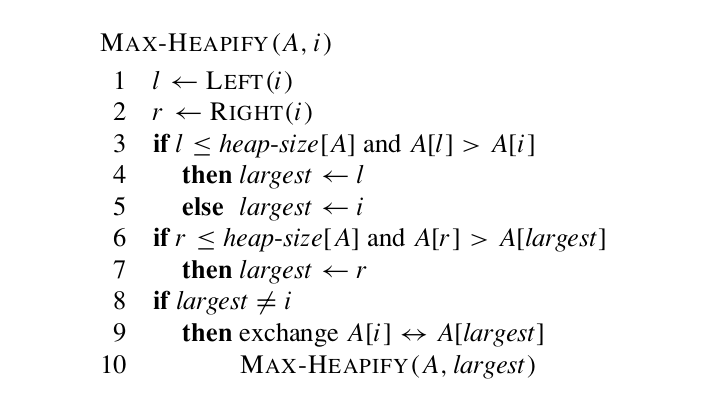 MAX-HEAPIFY(A, i)
1 l ← LEFT(i)
2 r ← RIGHT(i)
3 if l ≤ heap-size[A] and A[l] > A[i]
4 then largest ← l
5 else largest ← i
6 if r ≤ heap-size[A] and A[r] > A[largest]
7 then largest ← r
8 if largest ≠ i
9 then exchange A[i] ↔ A[largest]
10 MAX-HEAPIFY(A, largest)